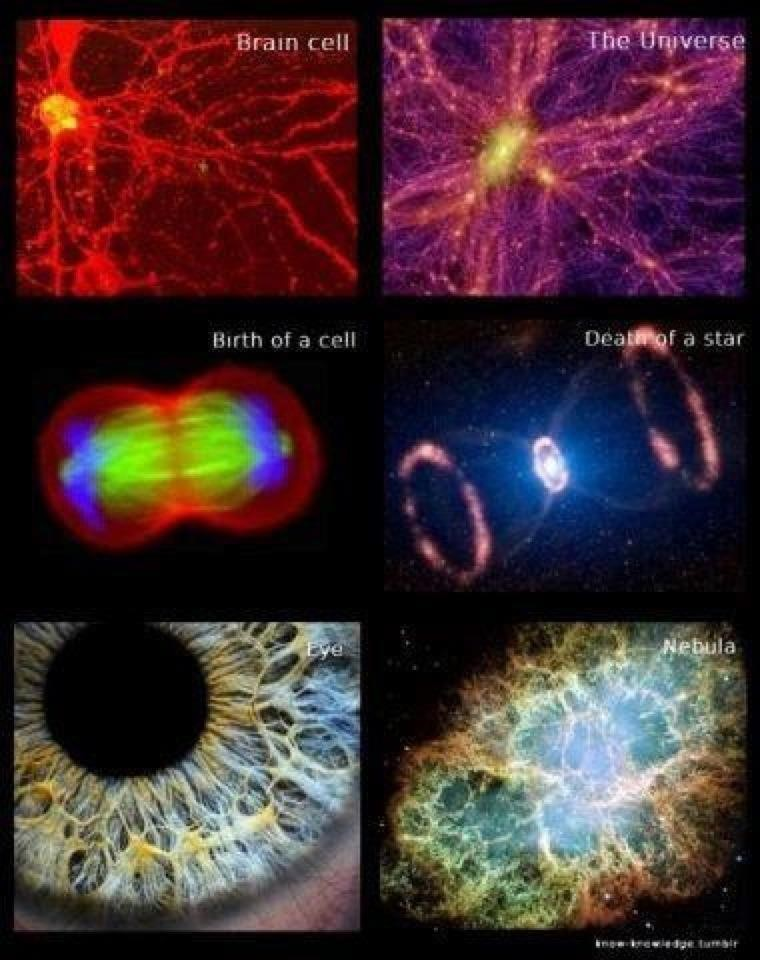 Brain cell
The Universe
Birth of a cell
Death of a star
Eye
Nebula
know-knowledge.tumblr